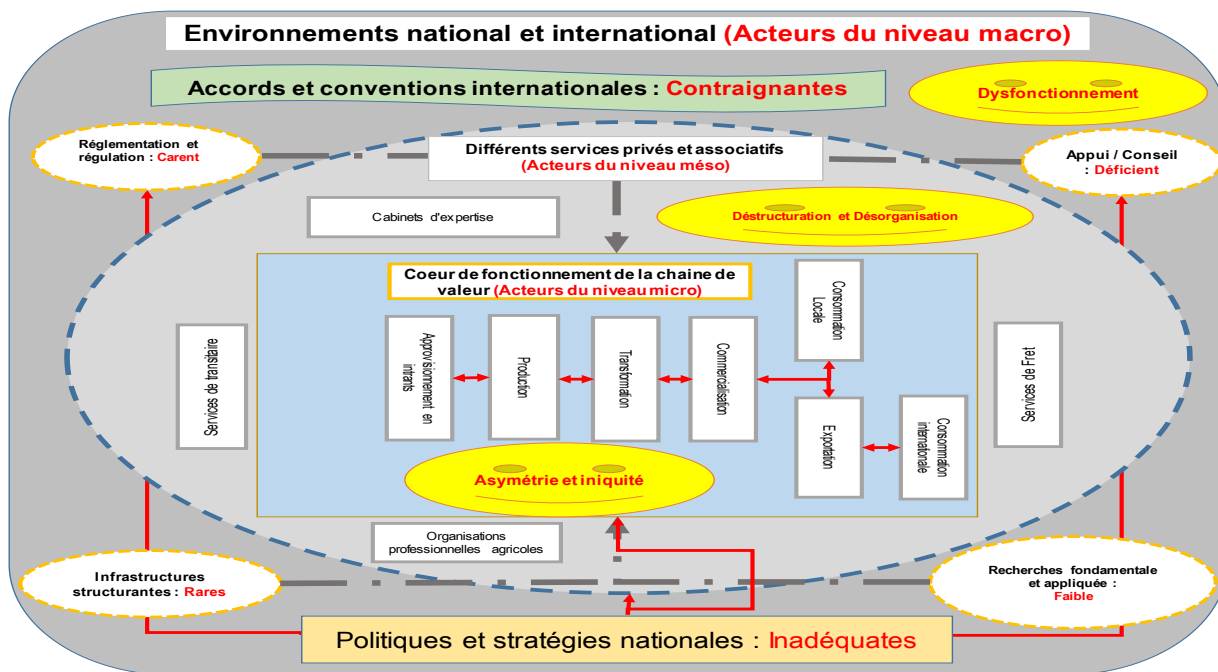 Environnements national et international (Acteurs du niveau macro)
Accords et conventions internationales : Contraignantes
Dysfonctionnement
Réglementation et
régulation : Carent
Différents services privés et associatifs
(Acteurs du niveau méso)
Appui / Conseil
: Déficient
Cabinets d'expertise
Déstructuration et Désorganisation
Coeur de fonctionnement de la chaine de
valeur (Acteurs du niveau micro)
Consommation
Locale
Services de transitaire
Approvisionnement en
intrants
Production
Transformation
Commercialisation
Services de Fret
Exportation
Consommation
internationale
Asymétrie et iniquité
Organisations
professionnelles agricoles
Infrastructures
structurantes : Rares
Recherches fondamentale
et appliquée :
Faible
Politiques et stratégies nationales : Inadéquates